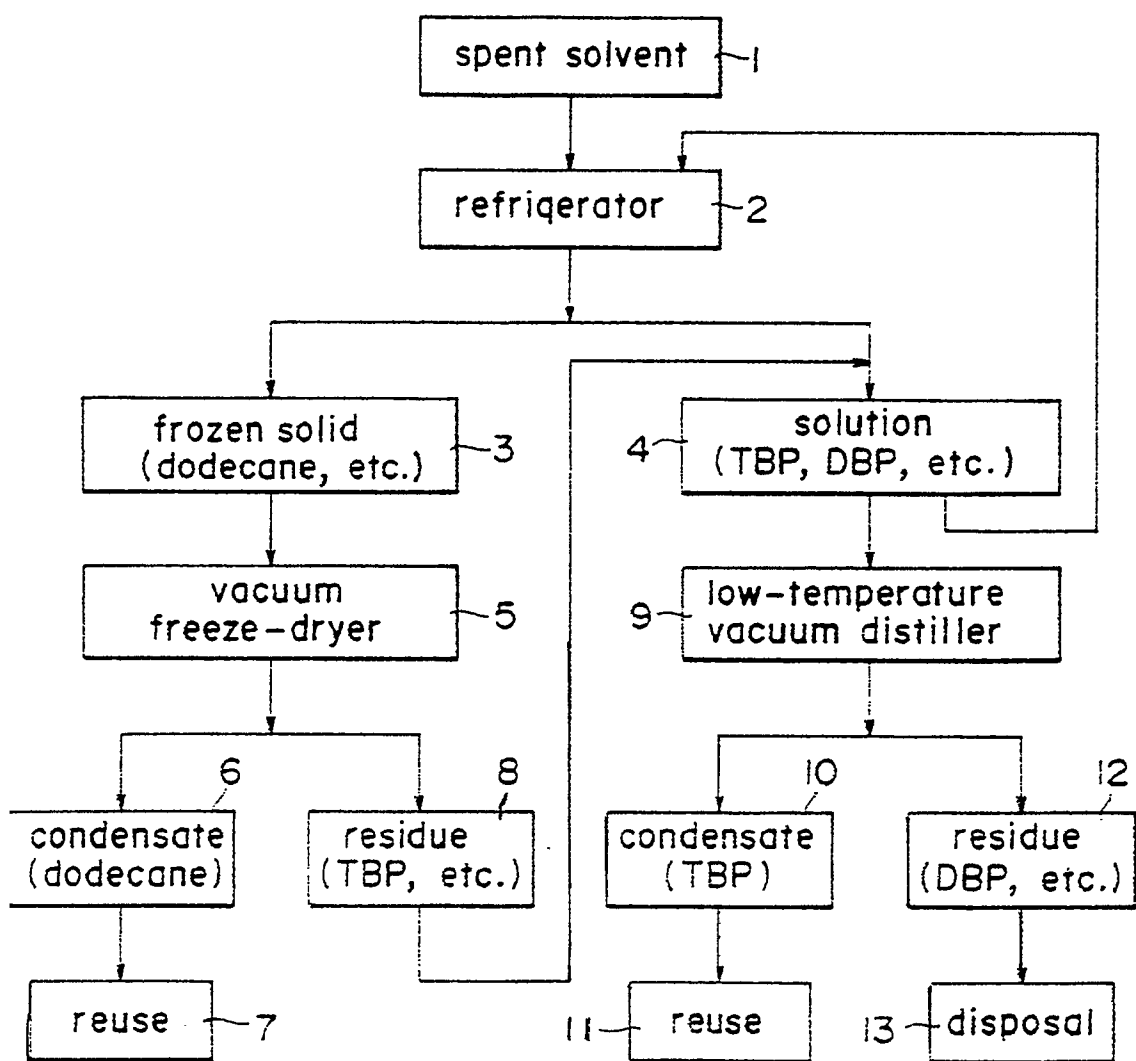 spent solvent
1
refrigerator
2
frozen solid
(dodecane, etc.)
3
4
solution
(TBP, DBP, etc.)
vacuum
freeze-dryer
5
9
low-temperature
vacuum distiller
6
8
10
12
condensate
(dodecane)
residue
(TBP, etc.)
condensate
(TBP)
residue
(DBP, etc.)
reuse
7
11
reuse
13
disposal